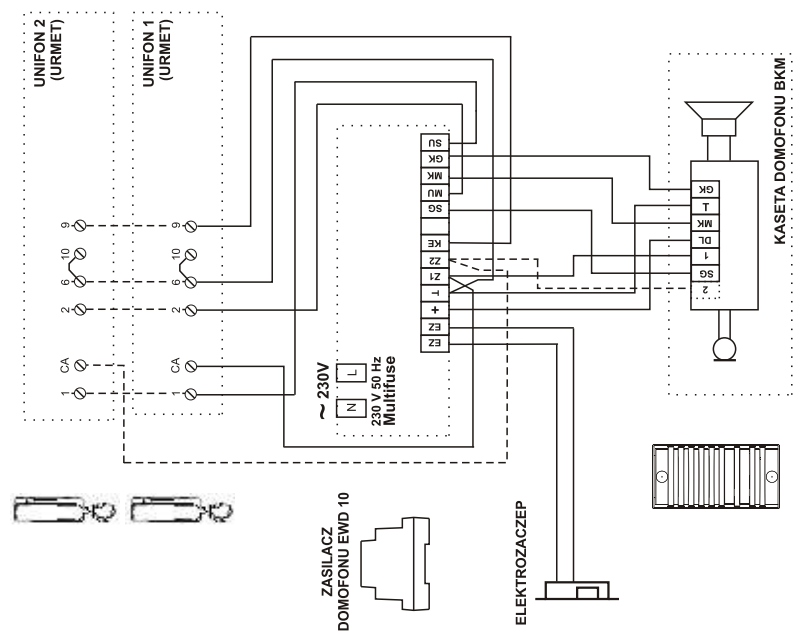 UNIFON 2
(URMET)
9
10
6
2
CA
1
UNIFON 1
(URMET)
9
10
6
2
CA
1
SU
GK
MK
MU
SG
KE
Z2
Z1
⊥
+
EZ
EZ
~ 230V
L
N
230 V 50 Hz
Multifuse
KASETA DOMOFONU BKM
GK
⊥
MK
DL
1
SG
2
ZASILACZ
DOMOFONU EWD 10
ELEKTROZACZEP